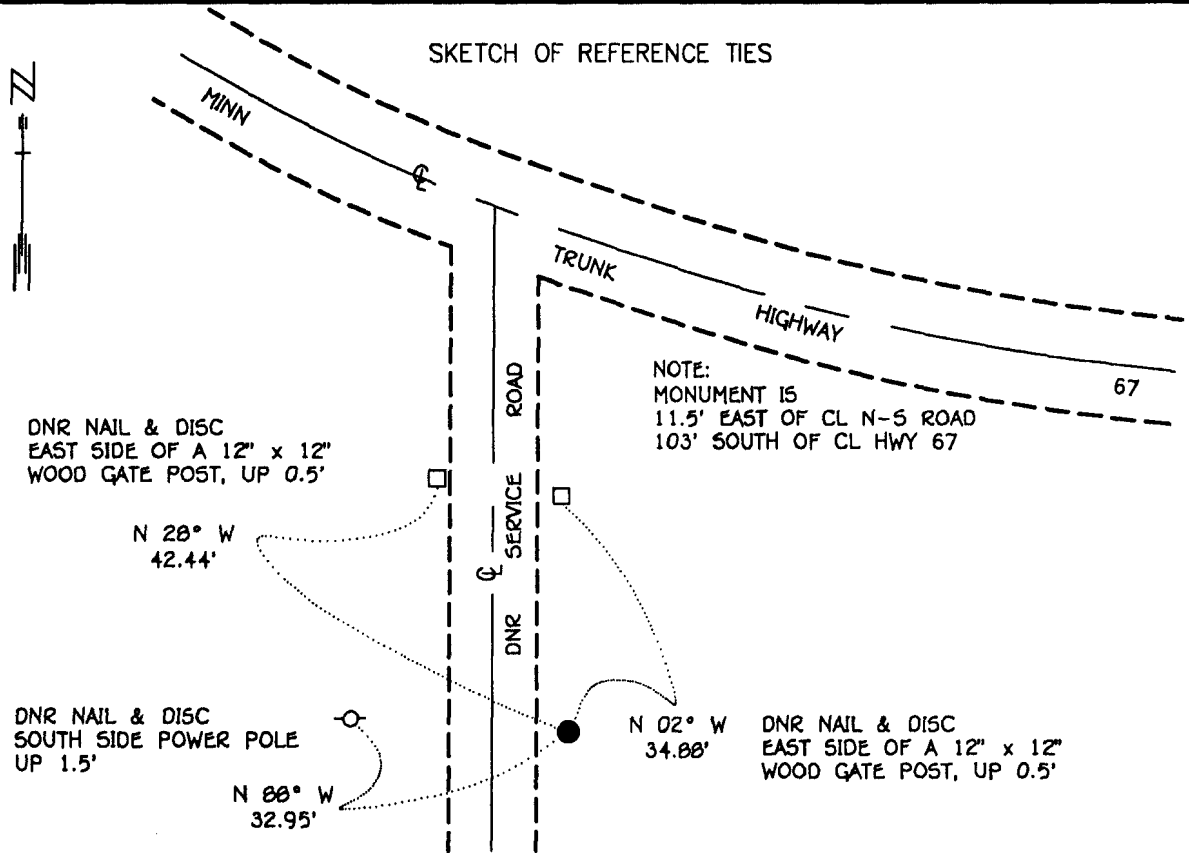 SKETCH OF REFERENCE TIES
N
MINN
CL
TRUNK
HIGHWAY
67
NOTE:
MONUMENT IS
11.5' EAST OF CL N-S ROAD
103' SOUTH OF CL HWY 67
DNR NAIL & DISC
EAST SIDE OF A 12" x 12"
WOOD GATE POST, UP 0.5'
N 28° W
42.44'
DNR SERVICE ROAD
CL
DNR NAIL & DISC
SOUTH SIDE POWER POLE
UP 1.5'
N 88° W
32.95'
N 02° W
34.88'
DNR NAIL & DISC
EAST SIDE OF A 12" x 12"
WOOD GATE POST, UP 0.5'